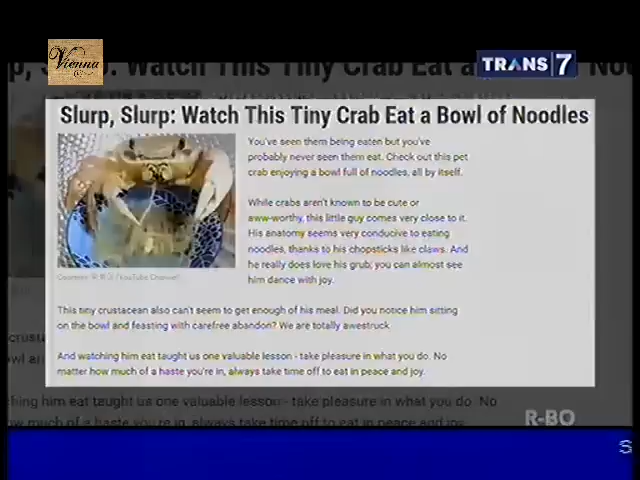 Vienna
TRANS 7
Watch This Tiny Crab Eat a
Slurp, Slurp: Watch This Tiny Crab Eat a Bowl of Noodles
You've seen them being eaten but you've
probably never seen them eat. Check out this pet
crab enjoying a bowl full of noodles, all by itself.
While crabs aren't known to be cute or
aww-worthy, this little guy comes very close to it.
His anatomy seems very conducive to eating
noodles, thanks to his chopsticks like claws. And
he really does love his grub; you can almost see
him dance with joy.
/YouTube Channel
This tiny crustacean also can't seem to get enough of his meal. Did you notice him sitting
on the bowl and feasting with carefree abandon? We are totally awestruck.
And watching him eat taught us one valuable lesson - take pleasure in what you do. No
matter how much of a haste you're in, always take time off to eat in peace and joy.
ching him eat taught us one valuable lesson - take pleasure in what you do. No
ow much of a haste you're in, always take time off to eat in peace and joy
R-BO
S